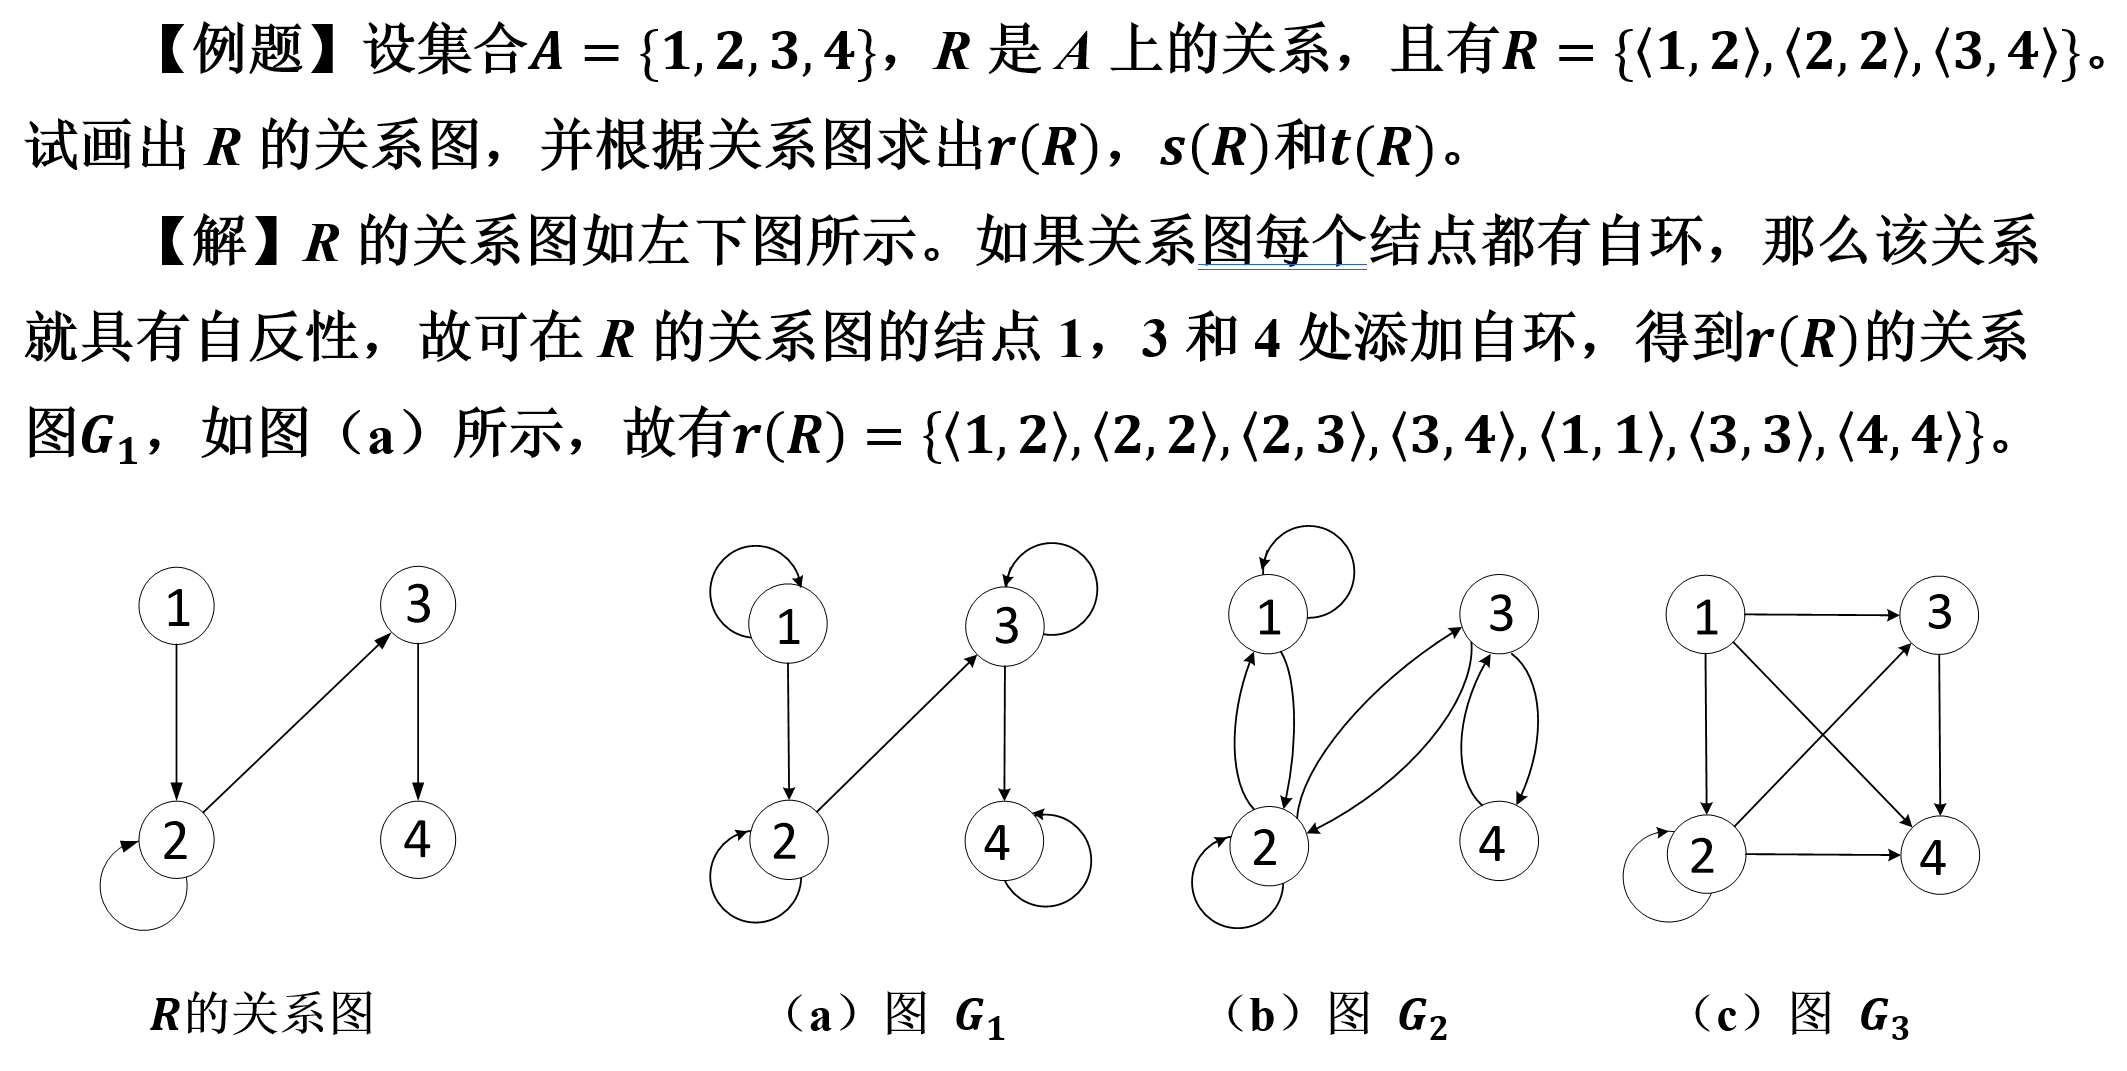 【例题】设集合A = {1, 2, 3, 4}，R 是 A 上的关系，且有R = {⟨1, 2⟩, ⟨2, 2⟩, ⟨3, 4⟩}。
试画出 R 的关系图，并根据关系图求出r(R)，s(R)和t(R)。
【解】R 的关系图如左下图所示。如果关系图每个结点都有自环，那么该关系
就具有自反性，故可在 R 的关系图的结点 1，3 和 4 处添加自环，得到r(R)的关系
图G₁，如图（a）所示，故有r(R) = {⟨1, 2⟩, ⟨2, 2⟩, ⟨2, 3⟩, ⟨3, 4⟩, ⟨1, 1⟩, ⟨3, 3⟩, ⟨4, 4⟩}。
1 3 1 3 1 3 1 3
2 4 2 4 2 4 2 4
R的关系图 （a）图 G₁ （b）图 G₂ （c）图 G₃